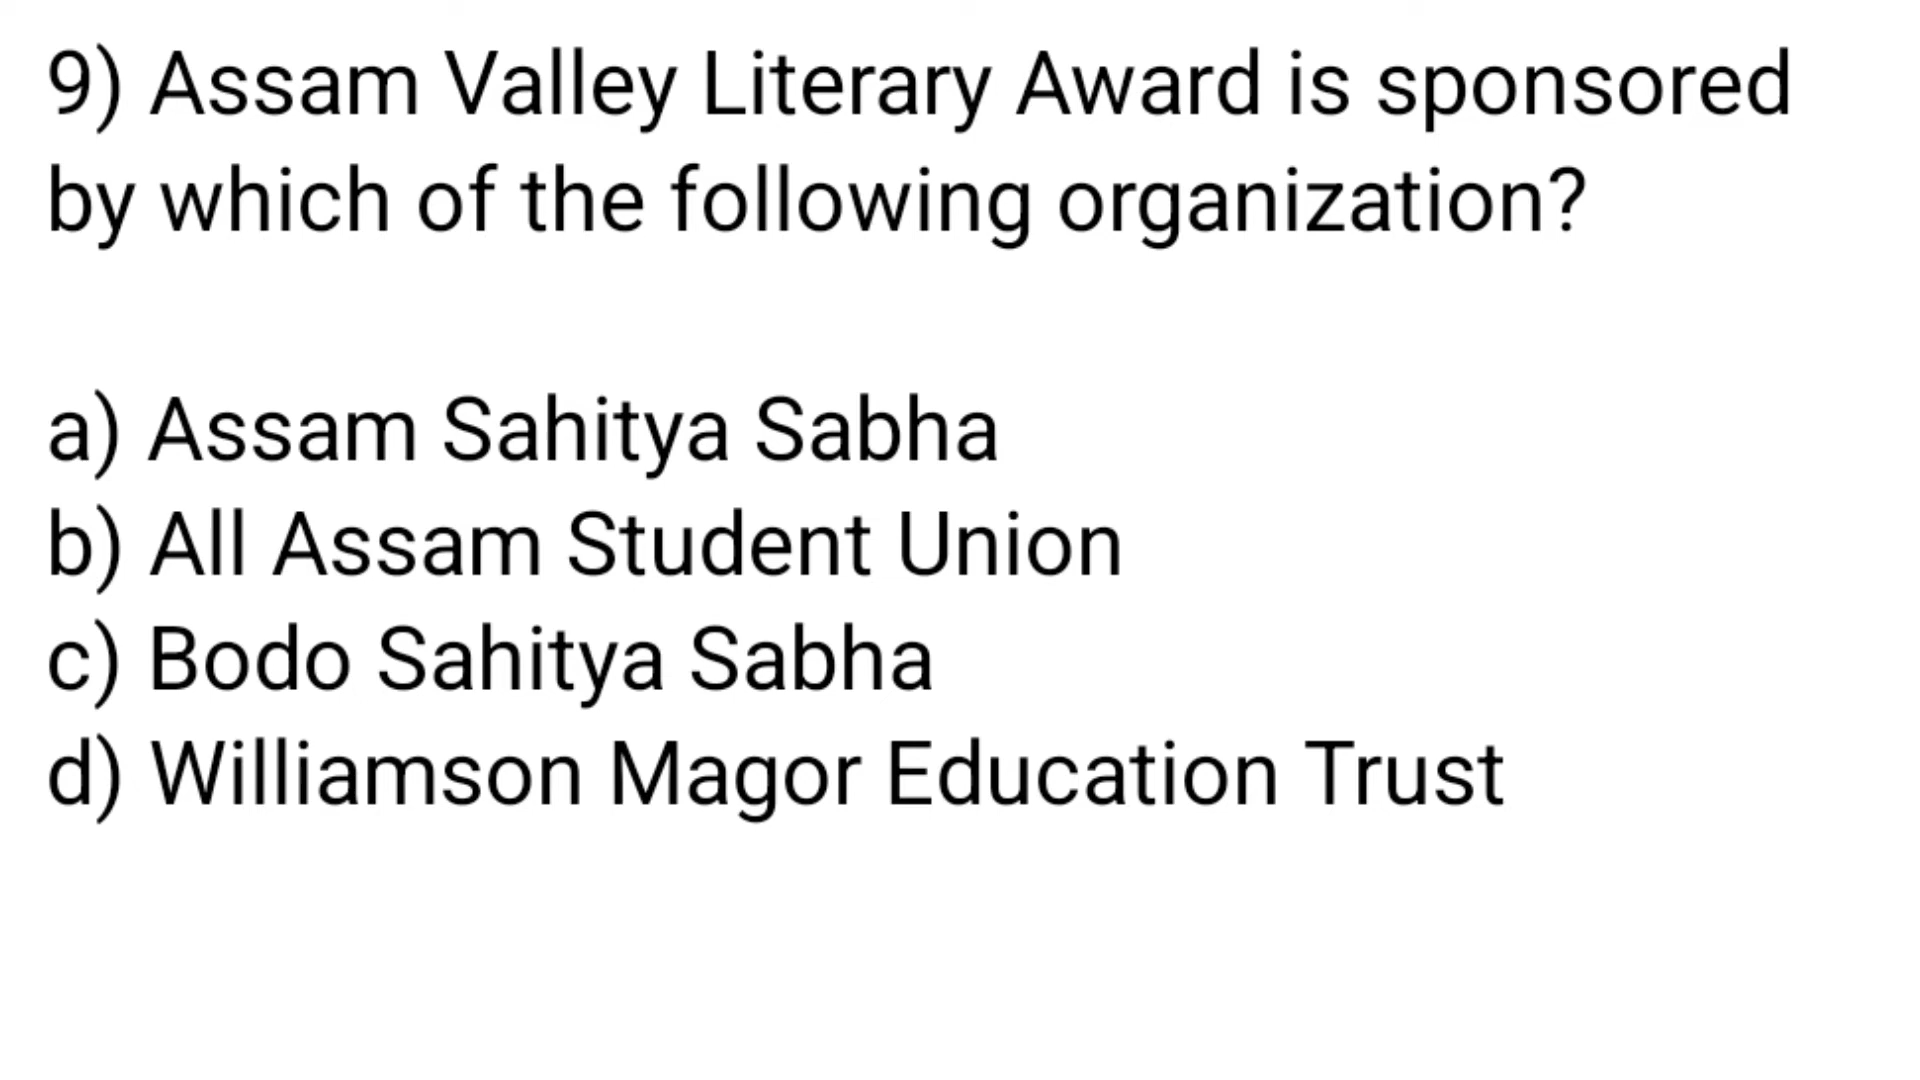 9) Assam Valley Literary Award is sponsored
by which of the following organization?
a) Assam Sahitya Sabha
b) All Assam Student Union
c) Bodo Sahitya Sabha
d) Williamson Magor Education Trust